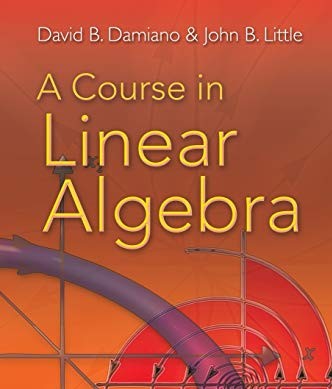 David B. Damiano & John B. Little
A Course in
Linear
Algebra
x